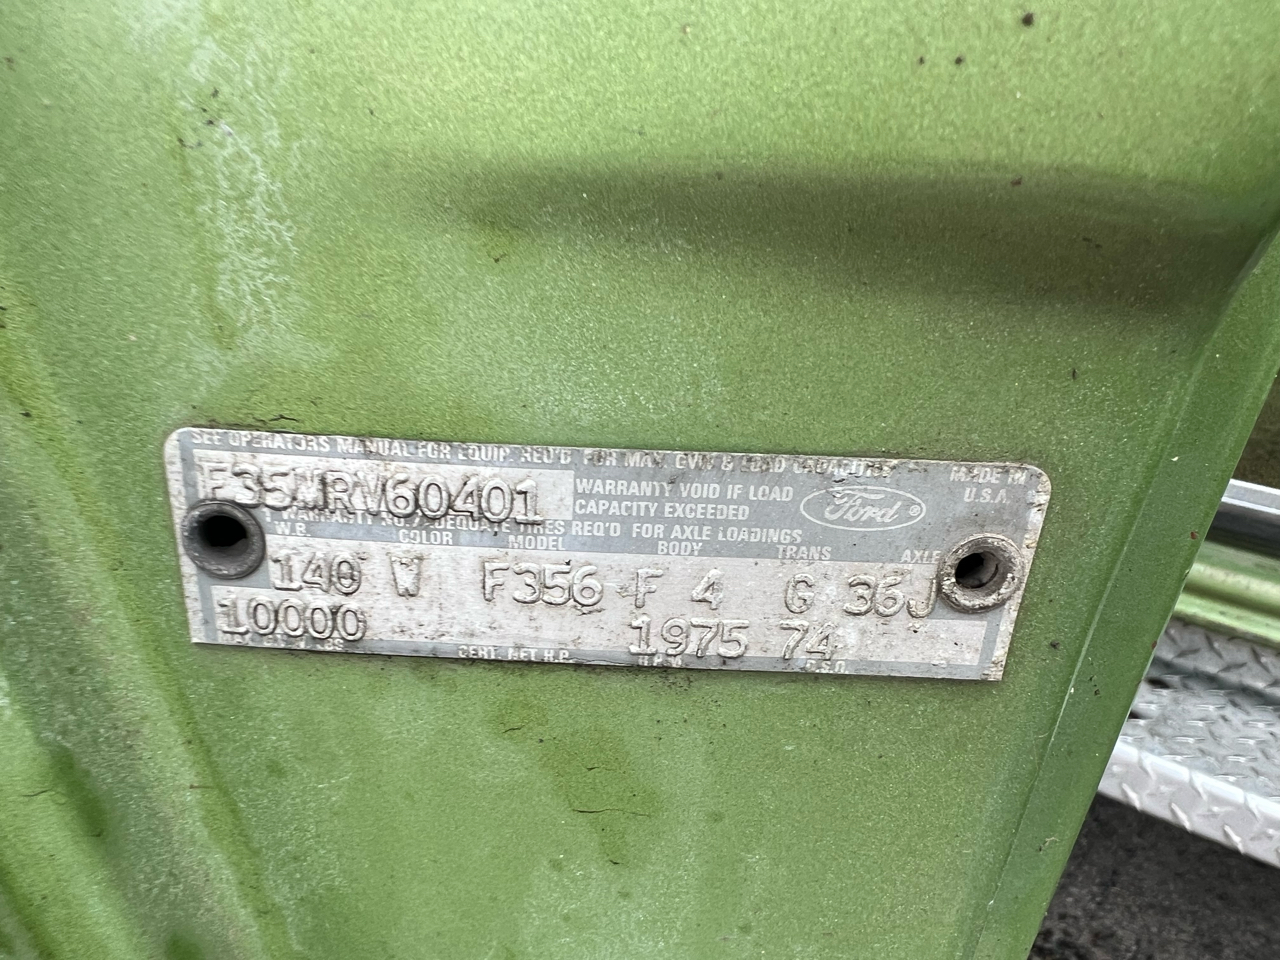 SEE OPERATORS MANUAL FOR EQUIP. REQ'D FOR MAX. GVW & LOAD CAPACITIES
MADE IN U.S.A.
F35MRV60401
WARRANTY VOID IF LOAD
CAPACITY EXCEEDED
Ford ®
WARRANTY NO./ADEQUATE TIRES REQ'D FOR AXLE LOADINGS
W.B. COLOR MODEL BODY TRANS AXLE
140 W F356 F 4 G 36J
10000 1975 74
LBS CERT. NET H.P. R.P.M. D.S.O.